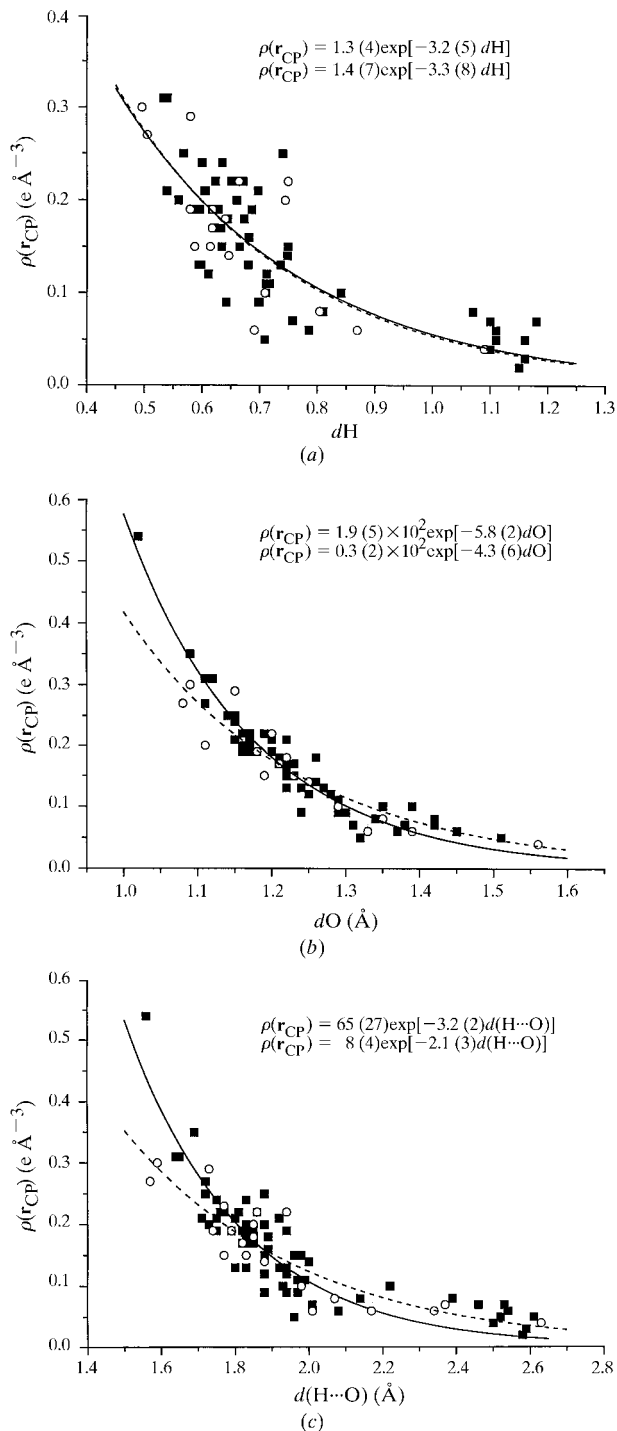 ρ(rCP) = 1.3 (4)exp[−3.2 (5) dH]
ρ(rCP) = 1.4 (7)exp[−3.3 (8) dH]
ρ(rCP) (e Å−3)
0.4
0.3
0.2
0.1
0.0
0.4 0.5 0.6 0.7 0.8 0.9 1.0 1.1 1.2 1.3
dH
(a)
ρ(rCP) = 1.9 (5)×10²exp[−5.8 (2)dO]
ρ(rCP) = 0.3 (2)×10²exp[−4.3 (6)dO]
ρ(rCP) (e Å−3)
0.6
0.5
0.4
0.3
0.2
0.1
0.0
1.0 1.1 1.2 1.3 1.4 1.5 1.6
dO (Å)
(b)
ρ(rCP) = 65 (27)exp[−3.2 (2)d(H···O)]
ρ(rCP) = 8 (4)exp[−2.1 (3)d(H···O)]
ρ(rCP) (e Å−3)
0.6
0.5
0.4
0.3
0.2
0.1
0.0
1.4 1.6 1.8 2.0 2.2 2.4 2.6 2.8
d(H···O) (Å)
(c)